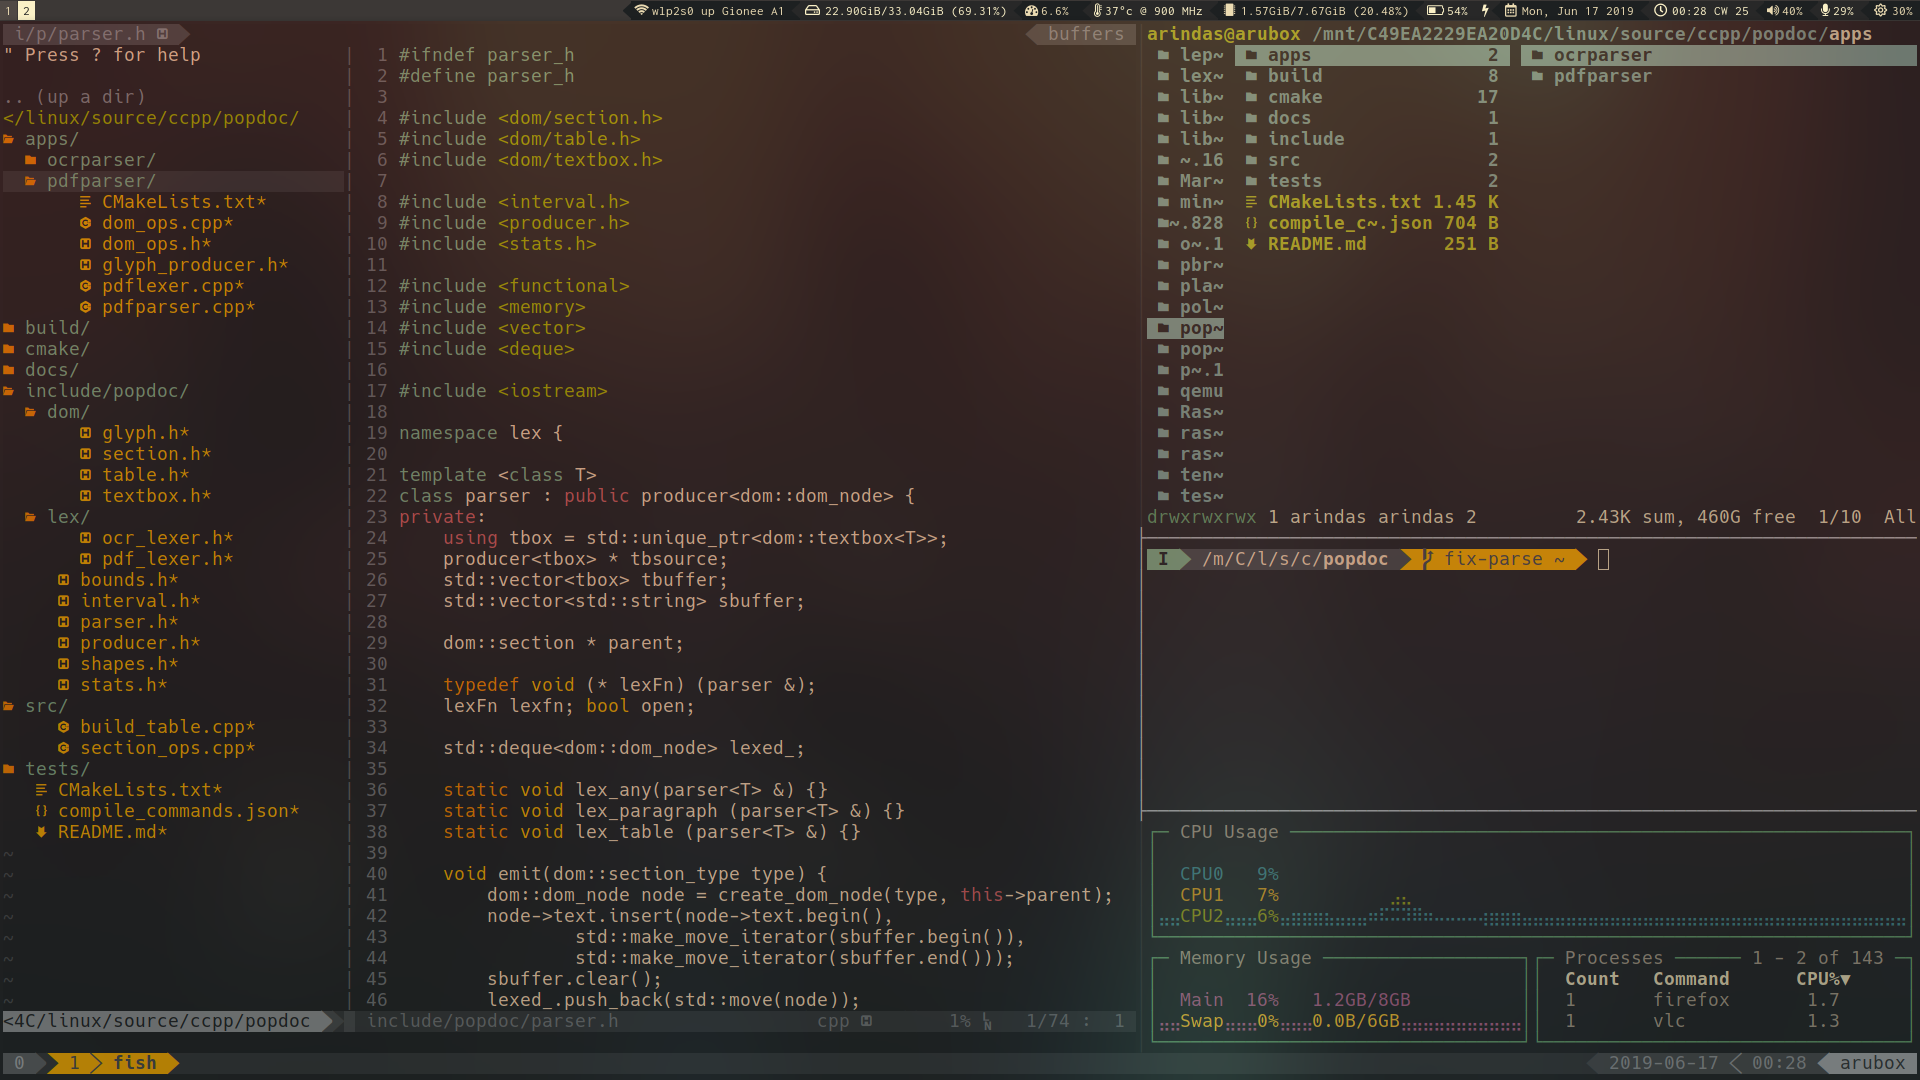 1 2 wlp2s0 up Gionee A1 22.90GiB/33.04GiB (69.31%) 6.6% 37°c @ 900 MHz 1.57GiB/7.67GiB (20.48%) 54% Mon, Jun 17 2019 00:28 CW 25 40% 29% 30%
i/p/parser.h
" Press ? for help
.. (up a dir)
</linux/source/ccpp/popdoc/
apps/
ocrparser/
pdfparser/
CMakeLists.txt*
dom_ops.cpp*
dom_ops.h*
glyph_producer.h*
pdflexer.cpp*
pdfparser.cpp*
build/
cmake/
docs/
include/popdoc/
dom/
glyph.h*
section.h*
table.h*
textbox.h*
lex/
ocr_lexer.h*
pdf_lexer.h*
bounds.h*
interval.h*
parser.h*
producer.h*
shapes.h*
stats.h*
src/
build_table.cpp*
section_ops.cpp*
tests/
CMakeLists.txt*
{} compile_commands.json*
README.md*
~
~
~
~
~
~
~
~
<4C/linux/source/ccpp/popdoc
buffers
1 #ifndef parser_h
2 #define parser_h
3
4 #include <dom/section.h>
5 #include <dom/table.h>
6 #include <dom/textbox.h>
7
8 #include <interval.h>
9 #include <producer.h>
10 #include <stats.h>
11
12 #include <functional>
13 #include <memory>
14 #include <vector>
15 #include <deque>
16
17 #include <iostream>
18
19 namespace lex {
20
21 template <class T>
22 class parser : public producer<dom::dom_node> {
23 private:
24     using tbox = std::unique_ptr<dom::textbox<T>>;
25     producer<tbox> * tbsource;
26     std::vector<tbox> tbuffer;
27     std::vector<std::string> sbuffer;
28
29     dom::section * parent;
30
31     typedef void (* lexFn) (parser &);
32     lexFn lexfn; bool open;
33
34     std::deque<dom::dom_node> lexed_;
35
36     static void lex_any(parser<T> &) {}
37     static void lex_paragraph (parser<T> &) {}
38     static void lex_table (parser<T> &) {}
39
40     void emit(dom::section_type type) {
41         dom::dom_node node = create_dom_node(type, this->parent);
42         node->text.insert(node->text.begin(),
43                 std::make_move_iterator(sbuffer.begin()),
44                 std::make_move_iterator(sbuffer.end()));
45         sbuffer.clear();
46         lexed_.push_back(std::move(node));
include/popdoc/parser.h cpp 1% LN 1/74 : 1
arindas@arubox /mnt/C49EA2229EA20D4C/linux/source/ccpp/popdoc/apps
lep~ apps 2 ocrparser
lex~ build 8 pdfparser
lib~ cmake 17
lib~ docs 1
lib~ include 1
~.16 src 2
Mar~ tests 2
min~ CMakeLists.txt 1.45 K
~.828 {} compile_c~.json 704 B
o~.1 README.md 251 B
pbr~
pla~
pol~
pop~
pop~
p~.1
qemu
Ras~
ras~
ras~
ten~
tes~
drwxrwxrwx 1 arindas arindas 2 2.43K sum, 460G free 1/10 All
I /m/C/l/s/c/popdoc fix-parse ~
CPU Usage
CPU0 9%
CPU1 7%
CPU2 6%
Memory Usage
Main 16% 1.2GB/8GB
Swap 0% 0.0B/6GB
Processes 1 - 2 of 143
Count Command CPU%▼
1 firefox 1.7
1 vlc 1.3
0 1 fish 2019-06-17 00:28 arubox